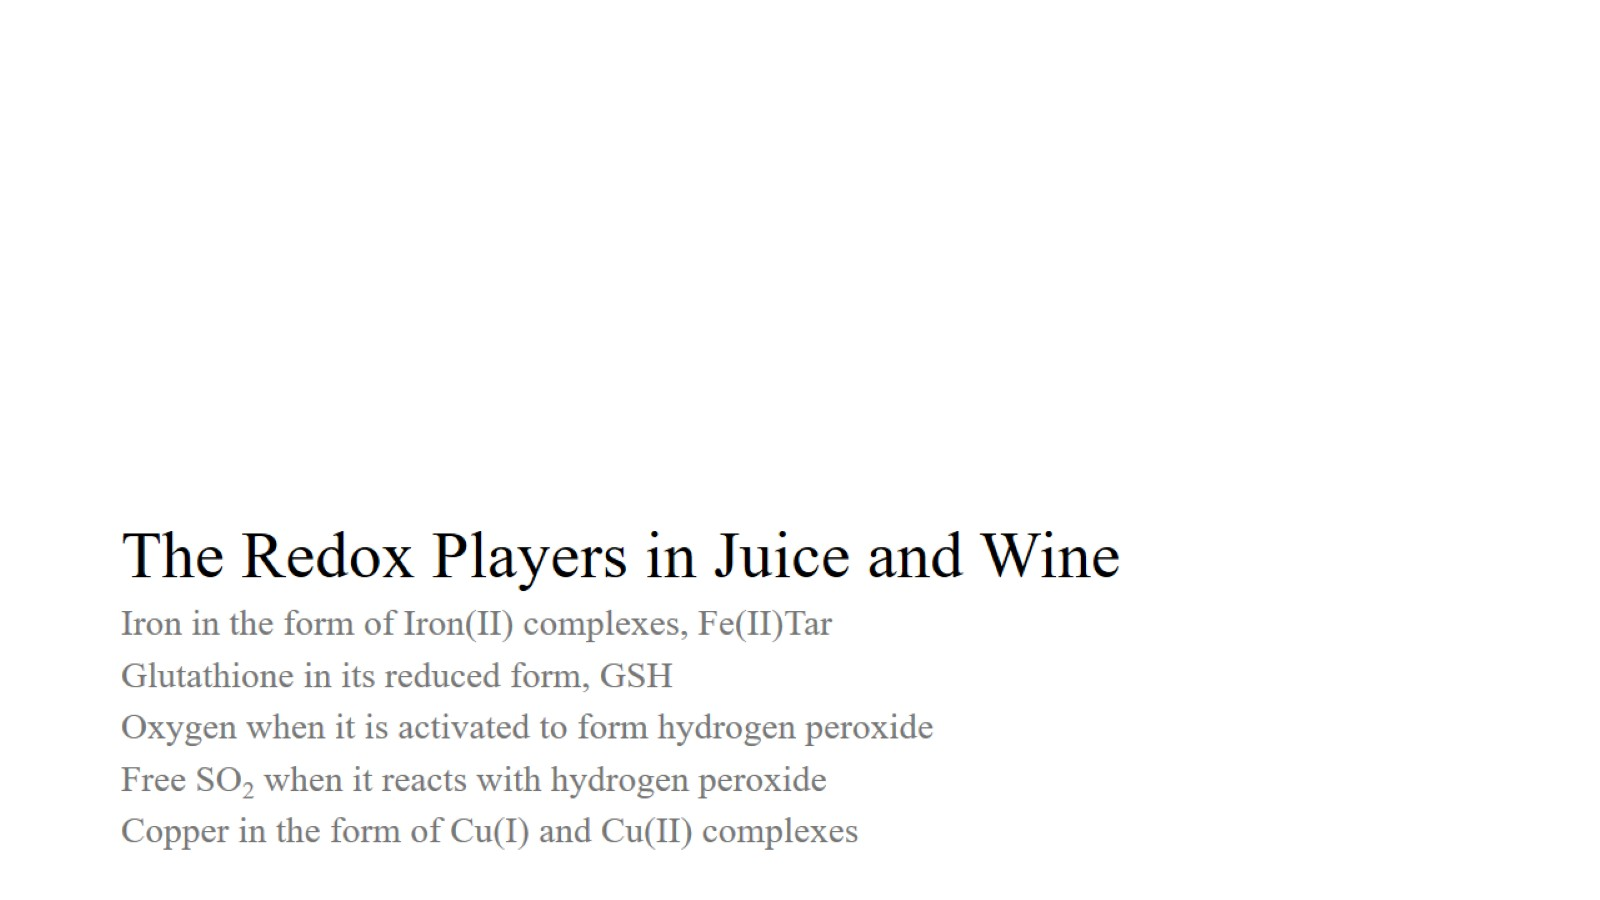 The Redox Players in Juice and Wine
Iron in the form of Iron(II) complexes, Fe(II)Tar
Glutathione in its reduced form, GSH
Oxygen when it is activated to form hydrogen peroxide
Free SO₂ when it reacts with hydrogen peroxide
Copper in the form of Cu(I) and Cu(II) complexes